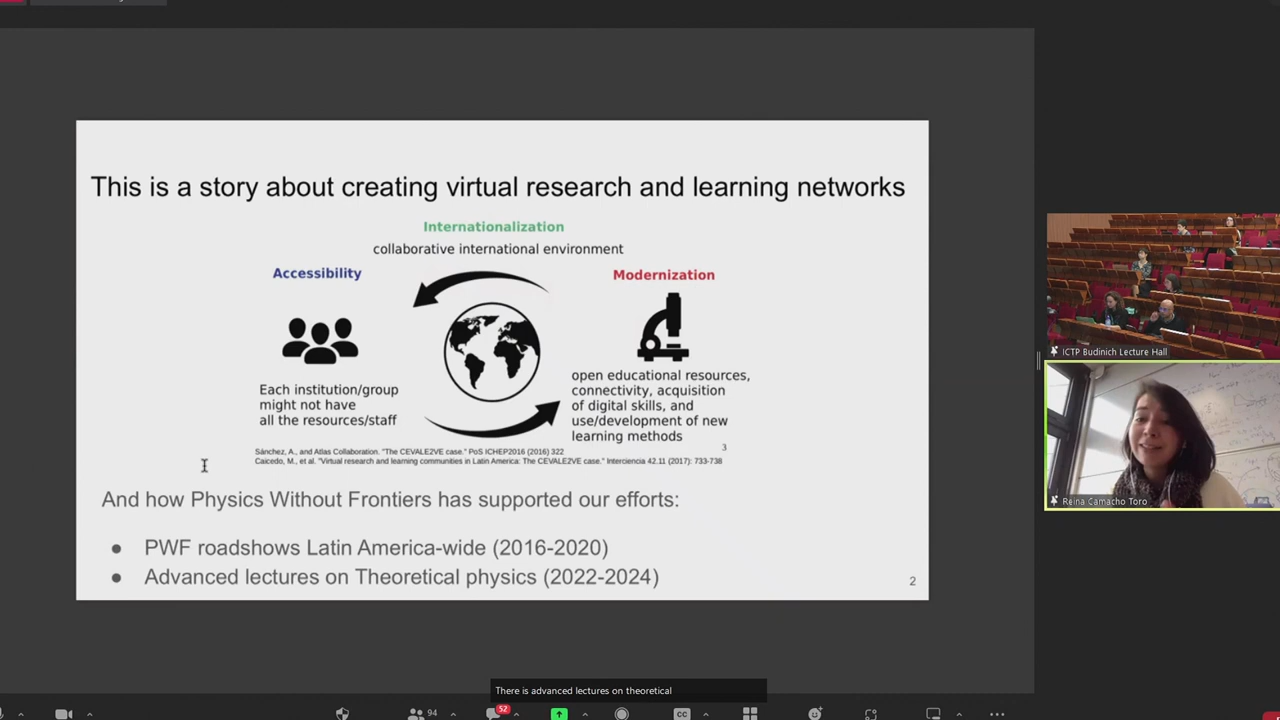 This is a story about creating virtual research and learning networks
Internationalization
collaborative international environment
Accessibility
Modernization
Each institution/group
might not have
all the resources/staff
open educational resources,
connectivity, acquisition
of digital skills, and
use/development of new
learning methods
3
Sánchez, A., and Atlas Collaboration. "The CEVALE2VE case." PoS ICHEP2016 (2016) 322
Caicedo, M., et al. "Virtual research and learning communities in Latin America: The CEVALE2VE case." Interciencia 42.11 (2017): 733-738
And how Physics Without Frontiers has supported our efforts:
● PWF roadshows Latin America-wide (2016-2020)
● Advanced lectures on Theoretical physics (2022-2024)
2
ICTP Budinich Lecture Hall
Reina Camacho Toro
There is advanced lectures on theoretical
94
52
CC